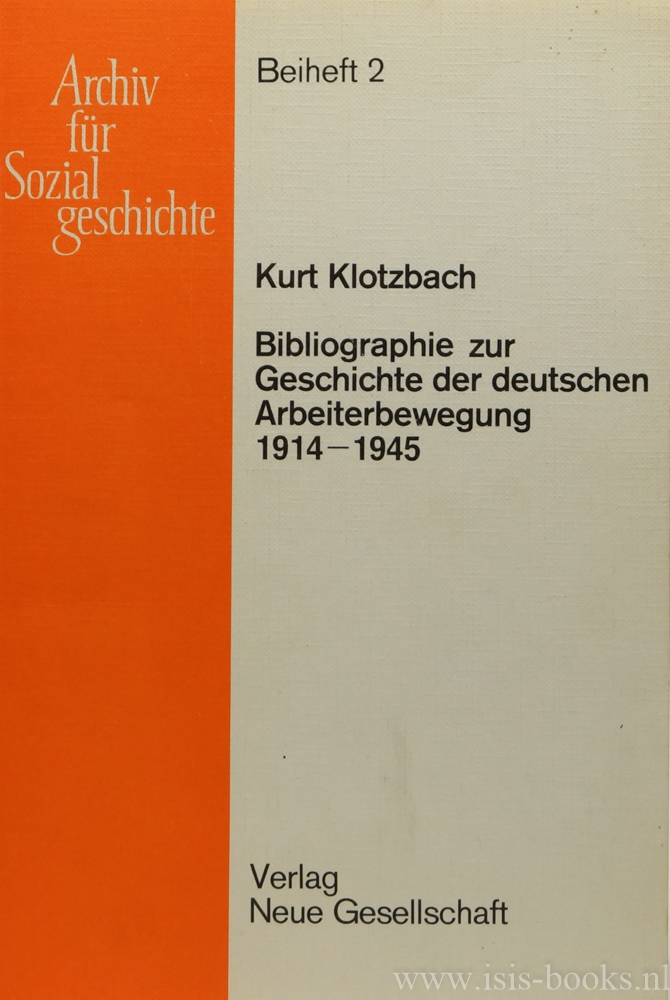 Archiv
für
Sozial
geschichte
Beiheft 2
Kurt Klotzbach
Bibliographie zur
Geschichte der deutschen
Arbeiterbewegung
1914–1945
Verlag
Neue Gesellschaft
www.isis-books.nl